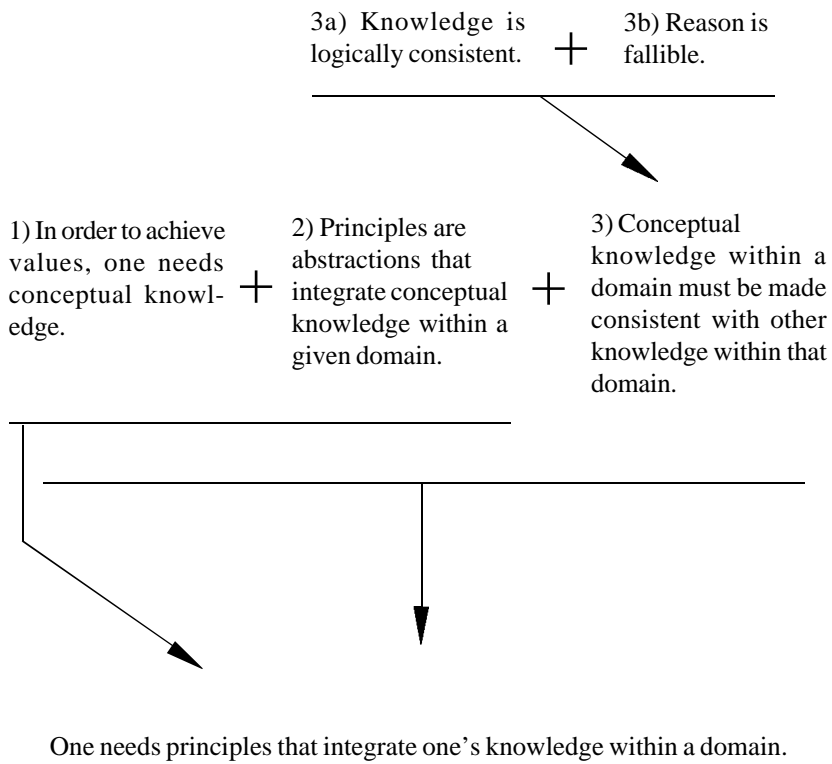 3a) Knowledge is
logically consistent.
+
3b) Reason is
fallible.
1) In order to achieve
values, one needs
conceptual knowl-
edge.
+
2) Principles are
abstractions that
integrate conceptual
knowledge within a
given domain.
+
3) Conceptual
knowledge within a
domain must be made
consistent with other
knowledge within that
domain.
One needs principles that integrate one’s knowledge within a domain.